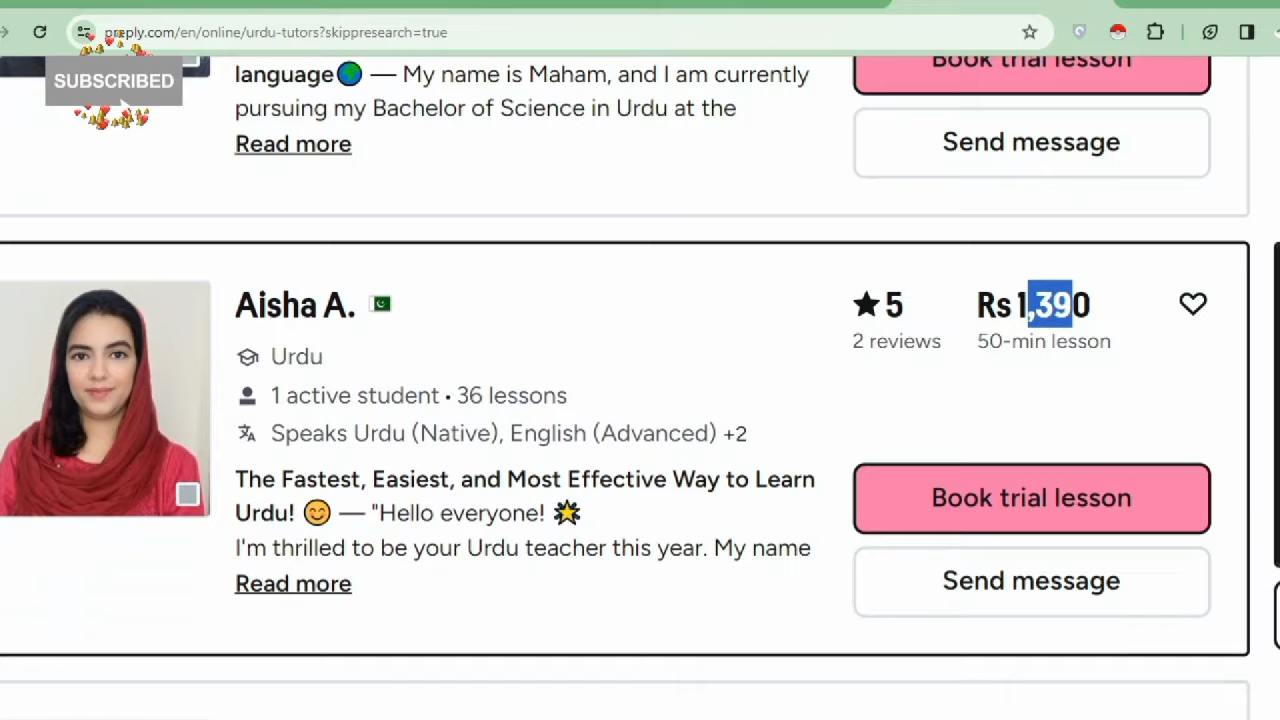 preply.com/en/online/urdu-tutors?skippresearch=true
SUBSCRIBED
language🌍 — My name is Maham, and I am currently
pursuing my Bachelor of Science in Urdu at the
Read more
Book trial lesson
Send message
Aisha A.
★ 5
2 reviews
Rs 1,390
50-min lesson
Urdu
1 active student • 36 lessons
Speaks Urdu (Native), English (Advanced) +2
The Fastest, Easiest, and Most Effective Way to Learn
Urdu! 😊 — "Hello everyone! 🌟
I'm thrilled to be your Urdu teacher this year. My name
Read more
Book trial lesson
Send message